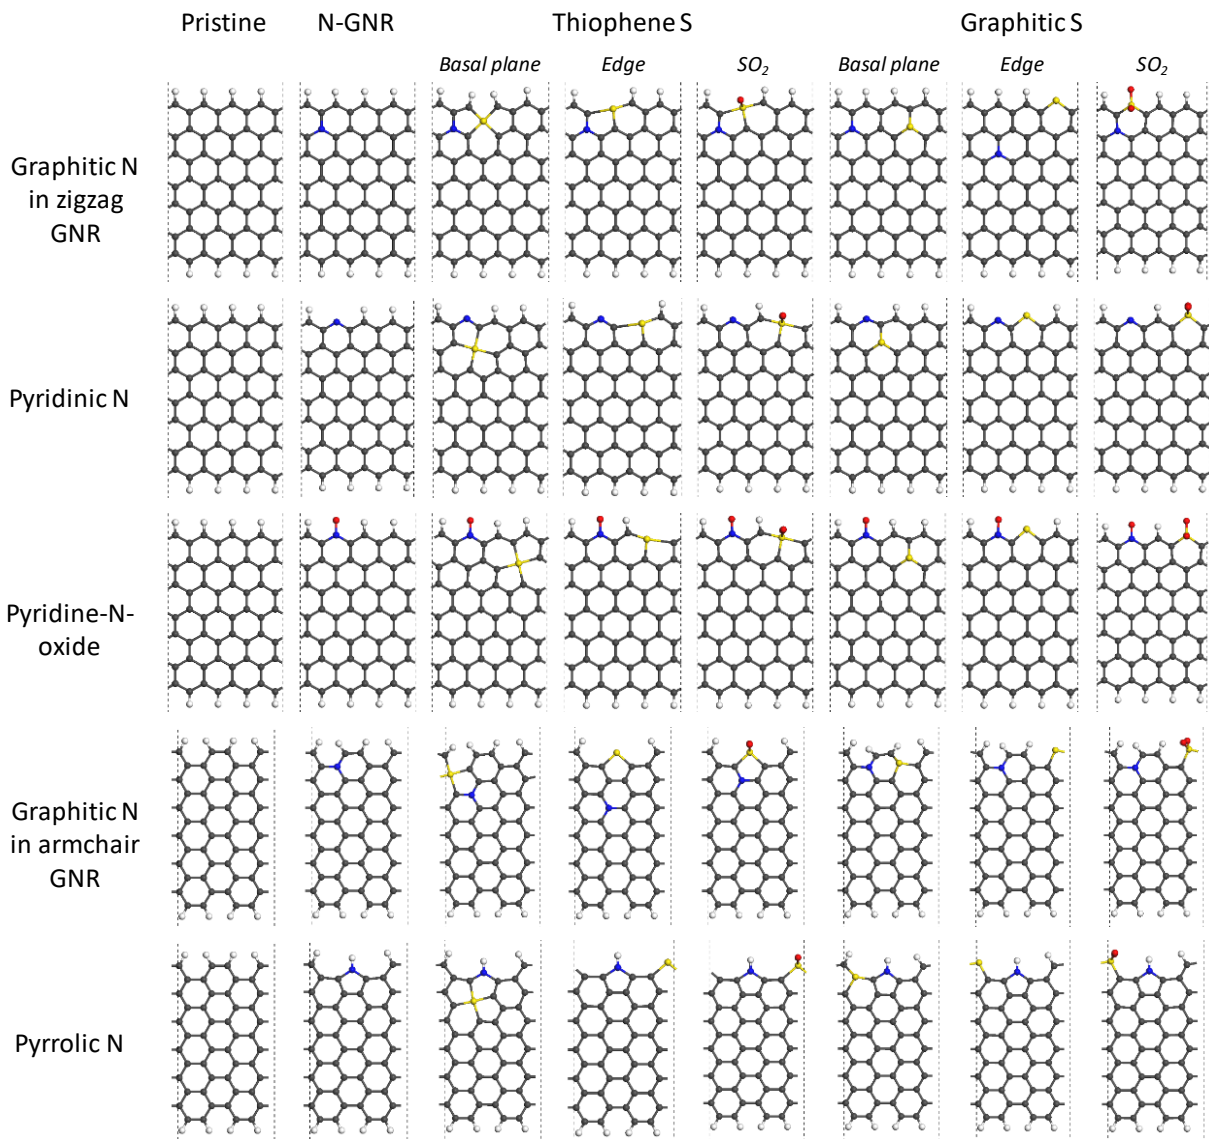 Pristine N-GNR Thiophene S Graphitic S
Basal plane Edge SO2 Basal plane Edge SO2
Graphitic N
in zigzag
GNR
Pyridinic N
Pyridine-N-
oxide
Graphitic N
in armchair
GNR
Pyrrolic N